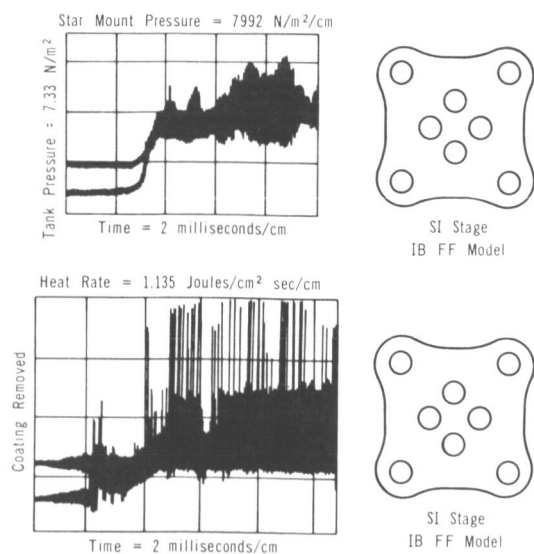 Star Mount Pressure = 7992 N/m²/cm
Tank Pressure = 7.33 N/m²
Time = 2 milliseconds/cm
SI Stage
IB FF Model
Heat Rate = 1.135 Joules/cm² sec/cm
Coating Removed
Time = 2 milliseconds/cm
SI Stage
IB FF Model